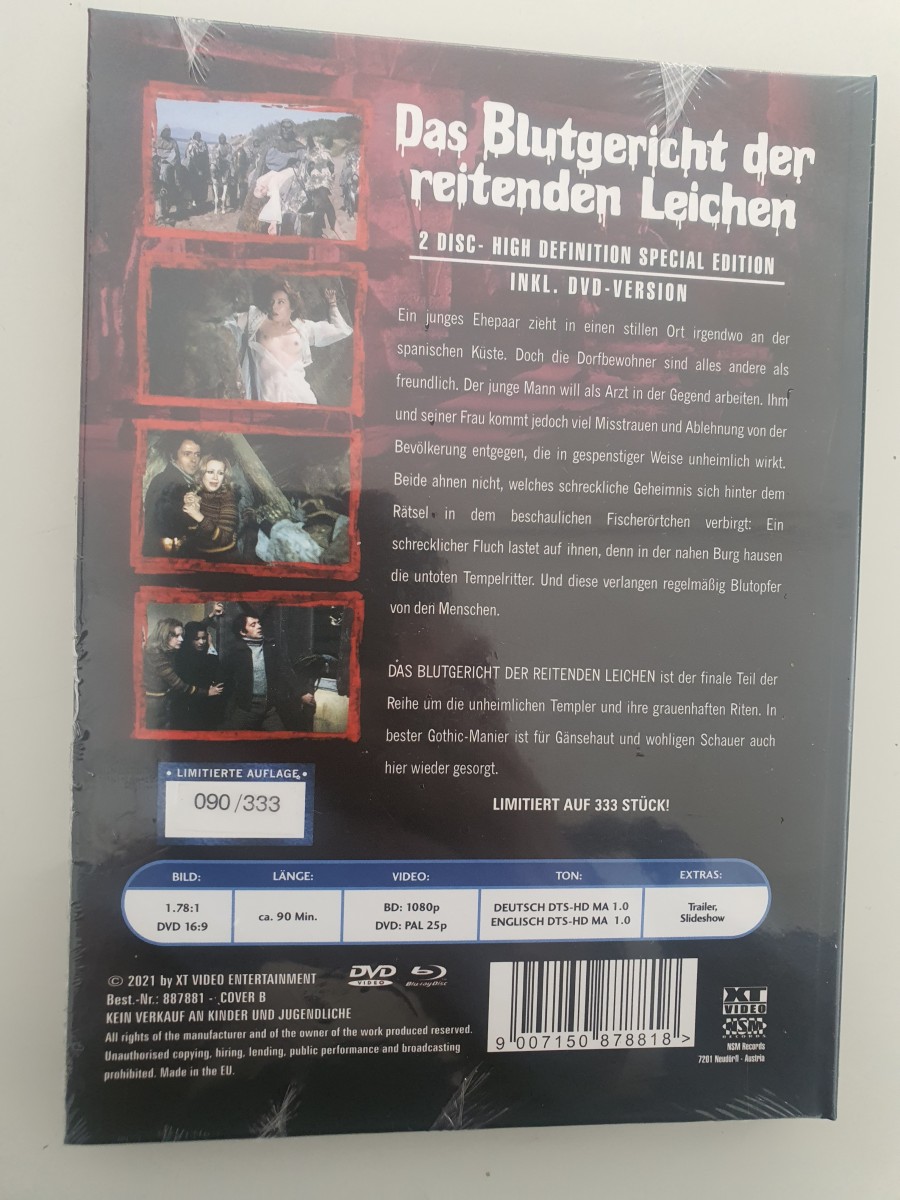 Das Blutgericht der
reitenden Leichen
2 DISC- HIGH DEFINITION SPECIAL EDITION
INKL. DVD-VERSION
Ein junges Ehepaar zieht in einen stillen Ort irgendwo an der
spanischen Küste. Doch die Dorfbewohner sind alles andere als
freundlich. Der junge Mann will als Arzt in der Gegend arbeiten. Ihm
und seiner Frau kommt jedoch viel Misstrauen und Ablehnung von der
Bevölkerung entgegen, die in gespenstiger Weise unheimlich wirkt.
Beide ahnen nicht, welches schreckliche Geheimnis sich hinter dem
Rätsel in dem beschaulichen Fischerörtchen verbirgt: Ein
schrecklicher Fluch lastet auf ihnen, denn in der nahen Burg hausen
die untoten Tempelritter. Und diese verlangen regelmäßig Blutopfer
von den Menschen.
DAS BLUTGERICHT DER REITENDEN LEICHEN ist der finale Teil der
Reihe um die unheimlichen Templer und ihre grauenhaften Riten. In
bester Gothic-Manier ist für Gänsehaut und wohligen Schauer auch
hier wieder gesorgt.
LIMITIERT AUF 333 STÜCK!
• LIMITIERTE AUFLAGE •
090/333
BILD: LÄNGE: VIDEO: TON: EXTRAS:
1.78:1
DVD 16:9
ca. 90 Min.
BD: 1080p
DVD: PAL 25p
DEUTSCH DTS-HD MA 1.0
ENGLISCH DTS-HD MA 1.0
Trailer,
Slideshow
© 2021 by XT VIDEO ENTERTAINMENT
Best.-Nr.: 887881 - COVER B
KEIN VERKAUF AN KINDER UND JUGENDLICHE
All rights of the manufacturer and of the owner of the work produced reserved.
Unauthorised copying, hiring, lending, public performance and broadcasting
prohibited. Made in the EU.
DVD
VIDEO
Blu-ray Disc
9 007150 878818 >
XT
VIDEO
NSM
RECORDS
NSM Records
7201 Neudörfl - Austria